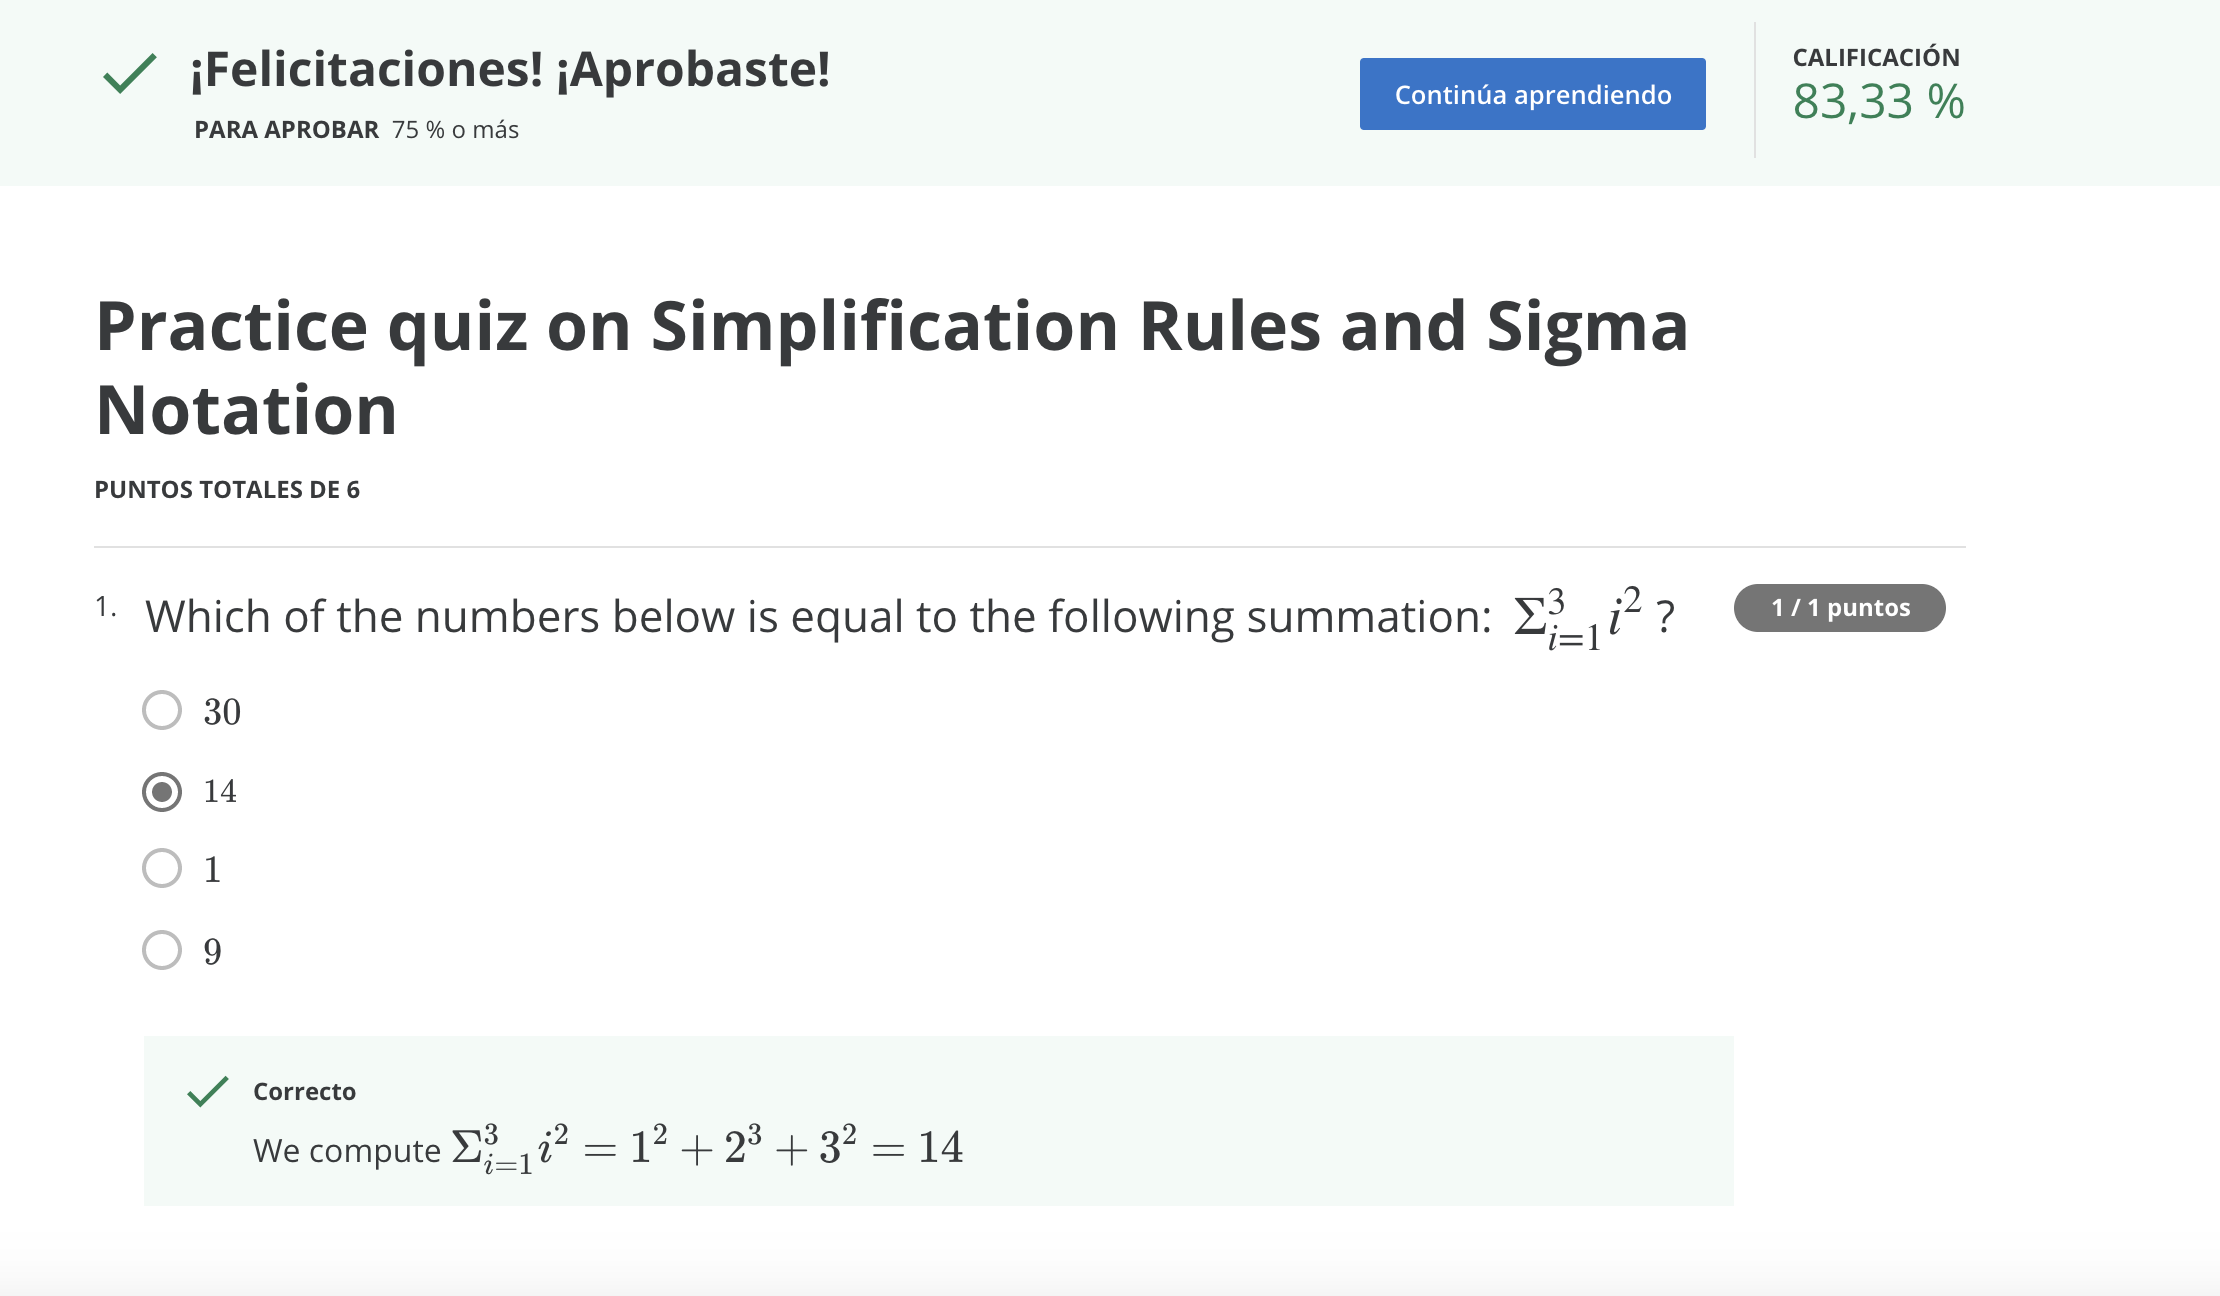 ¡Felicitaciones! ¡Aprobaste!
PARA APROBAR 75 % o más
Continúa aprendiendo
CALIFICACIÓN
83,33 %
Practice quiz on Simplification Rules and Sigma
Notation
PUNTOS TOTALES DE 6
1. Which of the numbers below is equal to the following summation: $\Sigma_{i=1}^{3} i^2$ ?
1 / 1 puntos
30
14
1
9
Correcto
We compute $\Sigma_{i=1}^{3} i^2 = 1^2 + 2^3 + 3^2 = 14$